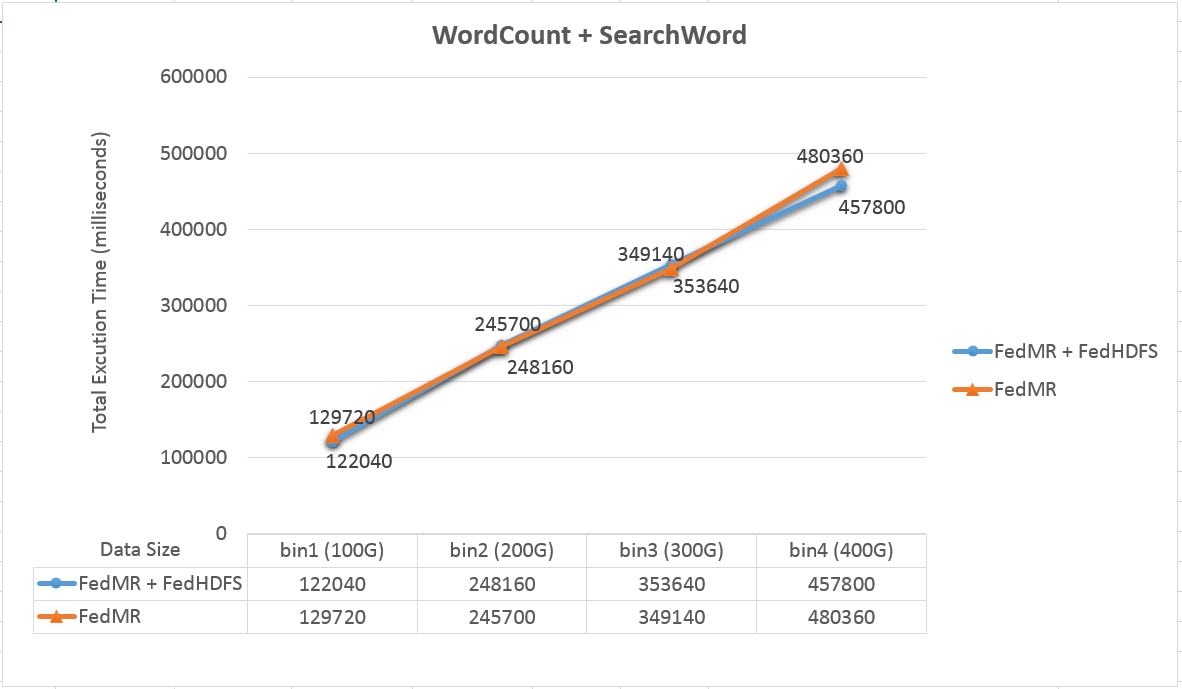 WordCount + SearchWord
600000
500000
400000
300000
200000
100000
0
Total Excution Time (milliseconds)
129720
122040
245700
248160
349140
353640
480360
457800
FedMR + FedHDFS
FedMR
Data Size bin1 (100G) bin2 (200G) bin3 (300G) bin4 (400G)
FedMR + FedHDFS 122040 248160 353640 457800
FedMR 129720 245700 349140 480360